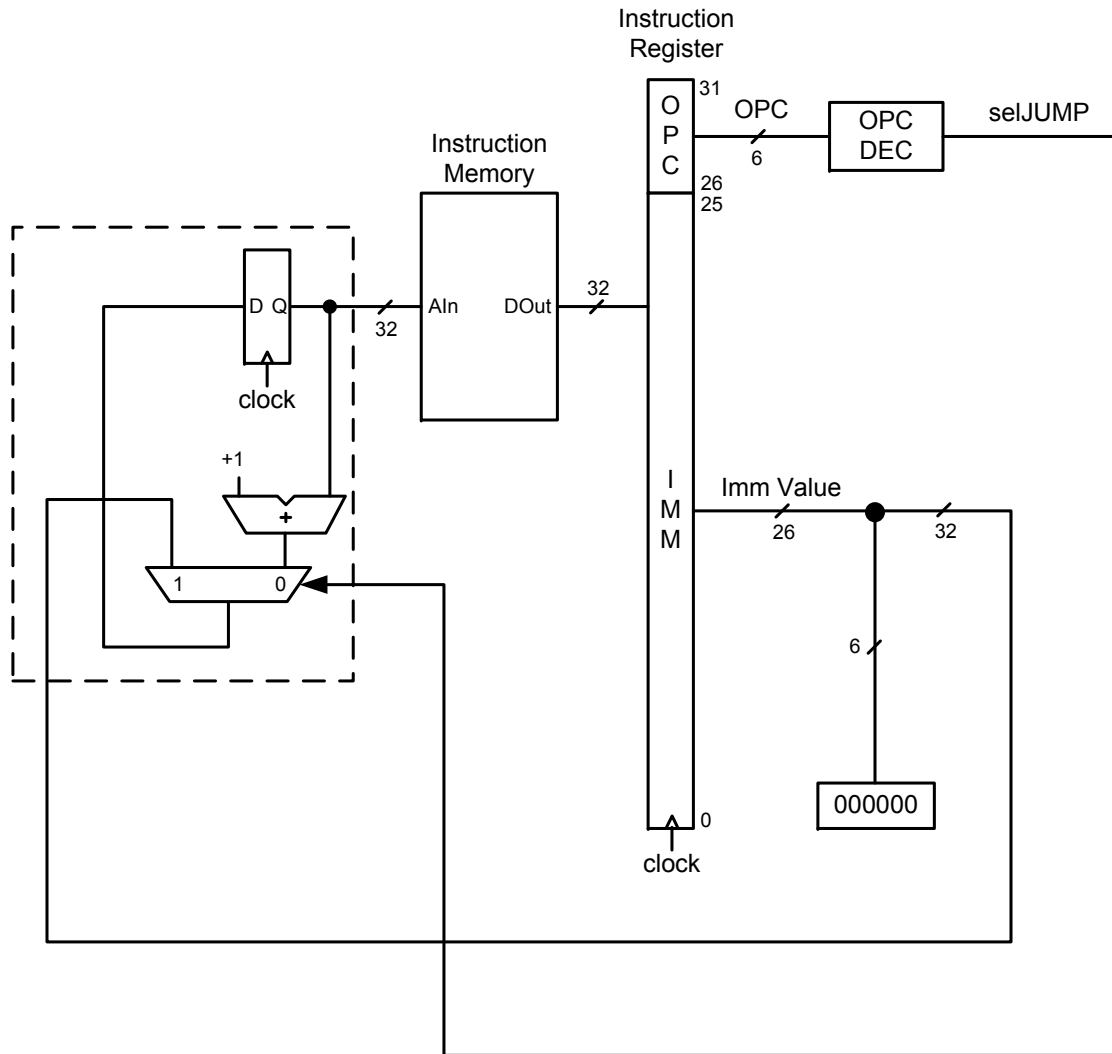 Instruction
Register
31
O
P
C
OPC
6
OPC
DEC
selJUMP
26
25
Instruction
Memory
D Q
clock
32
AIn
DOut
32
+1
+
1
0
I
M
M
Imm Value
26
32
6
000000
0
clock